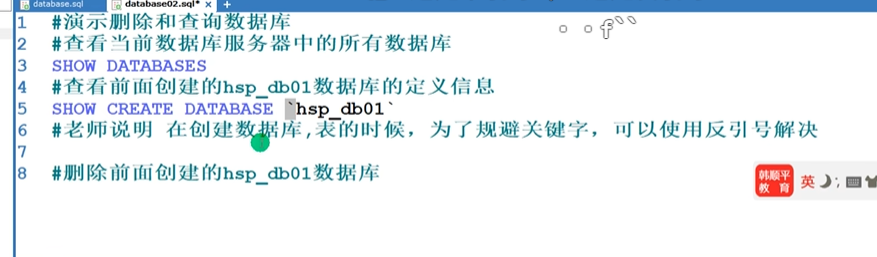 database.sql database02.sql* × +
f``
1 #演示删除和查询数据库
2 #查看当前数据库服务器中的所有数据库
3 SHOW DATABASES
4 #查看前面创建的hsp_db01数据库的定义信息
5 SHOW CREATE DATABASE `hsp_db01`
6 #老师说明 在创建数据库,表的时候，为了规避关键字，可以使用反引号解决
7
8 #删除前面创建的hsp_db01数据库
韩顺平
教育
英